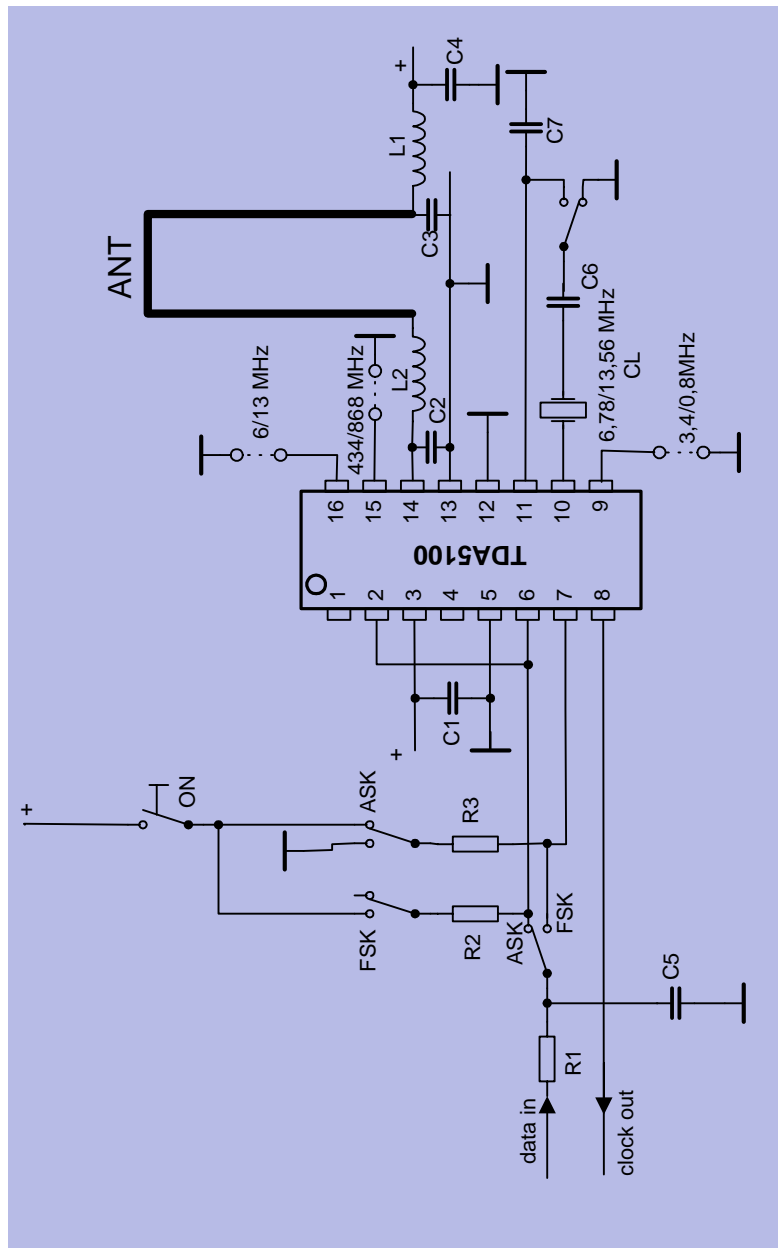 ANT
+
C4
L1
C3
C7
C6
6/13 MHz
434/868 MHz
L2
C2
6,78/13,56 MHz
CL
3,4/0,8MHz
16
15
14
13
12
11
10
9
TDA5100
1
2
3
4
5
6
7
8
+
C1
+
ON
ASK
R3
FSK
R2
ASK
FSK
C5
R1
data in
clock out